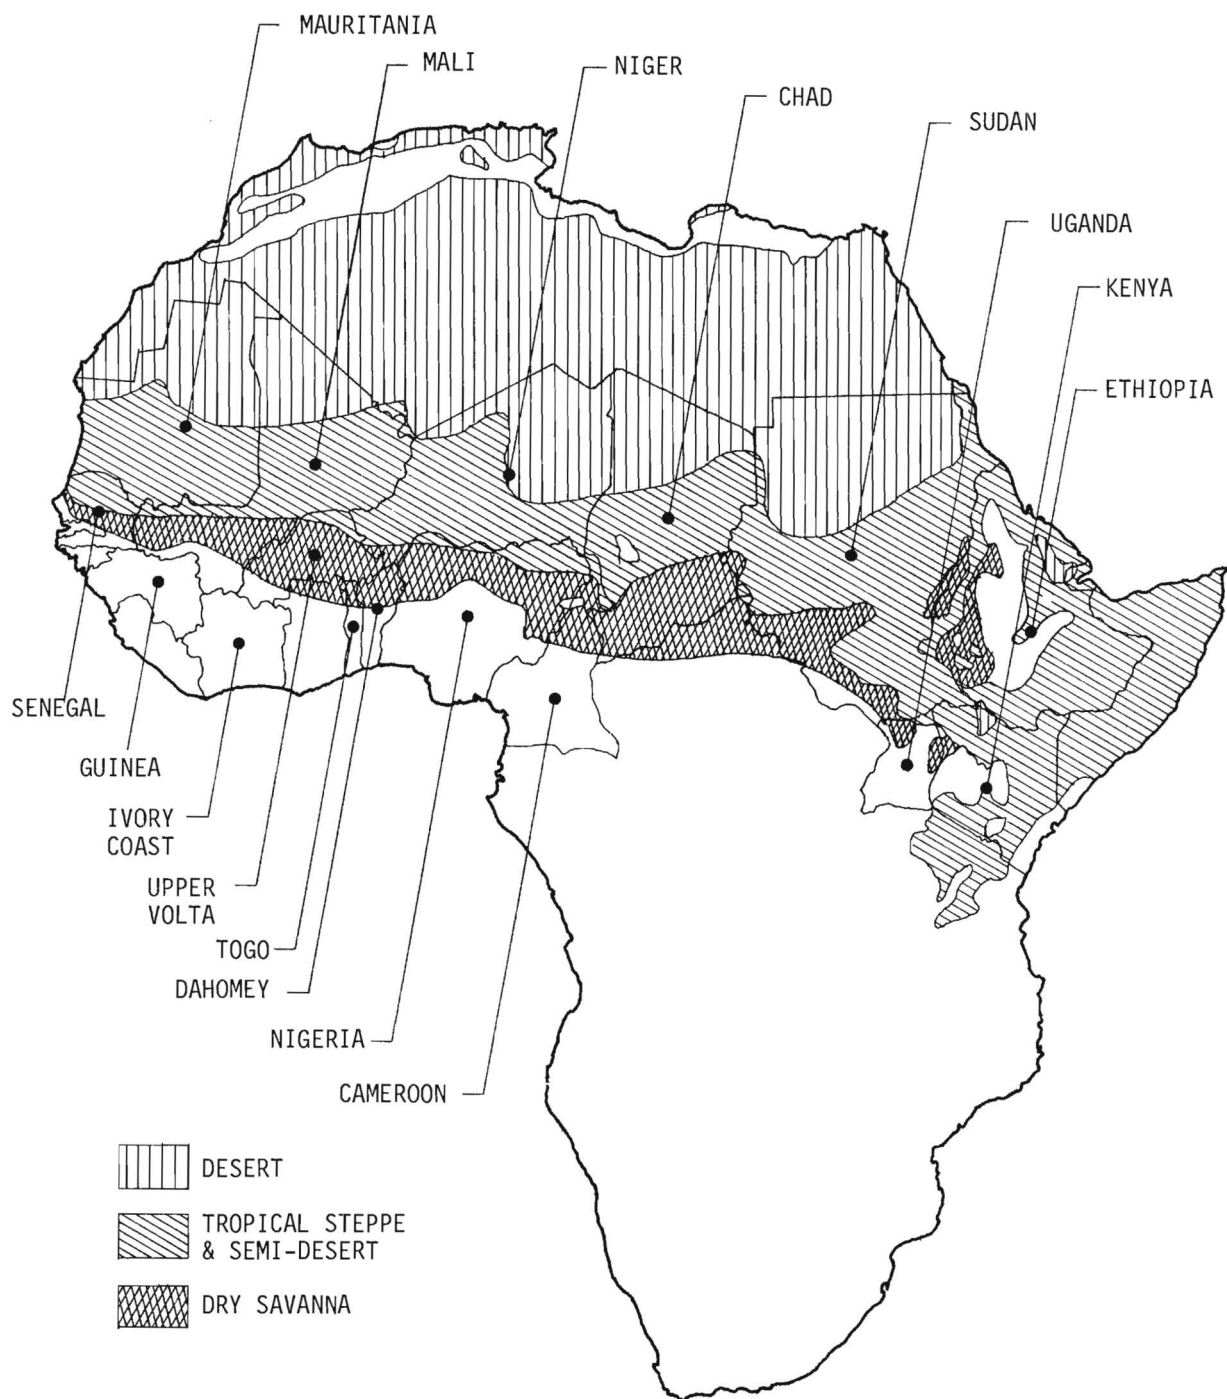 MAURITANIA
MALI
NIGER
CHAD
SUDAN
UGANDA
KENYA
ETHIOPIA
SENEGAL
GUINEA
IVORY
COAST
UPPER
VOLTA
TOGO
DAHOMEY
NIGERIA
CAMEROON
DESERT
TROPICAL STEPPE
& SEMI-DESERT
DRY SAVANNA